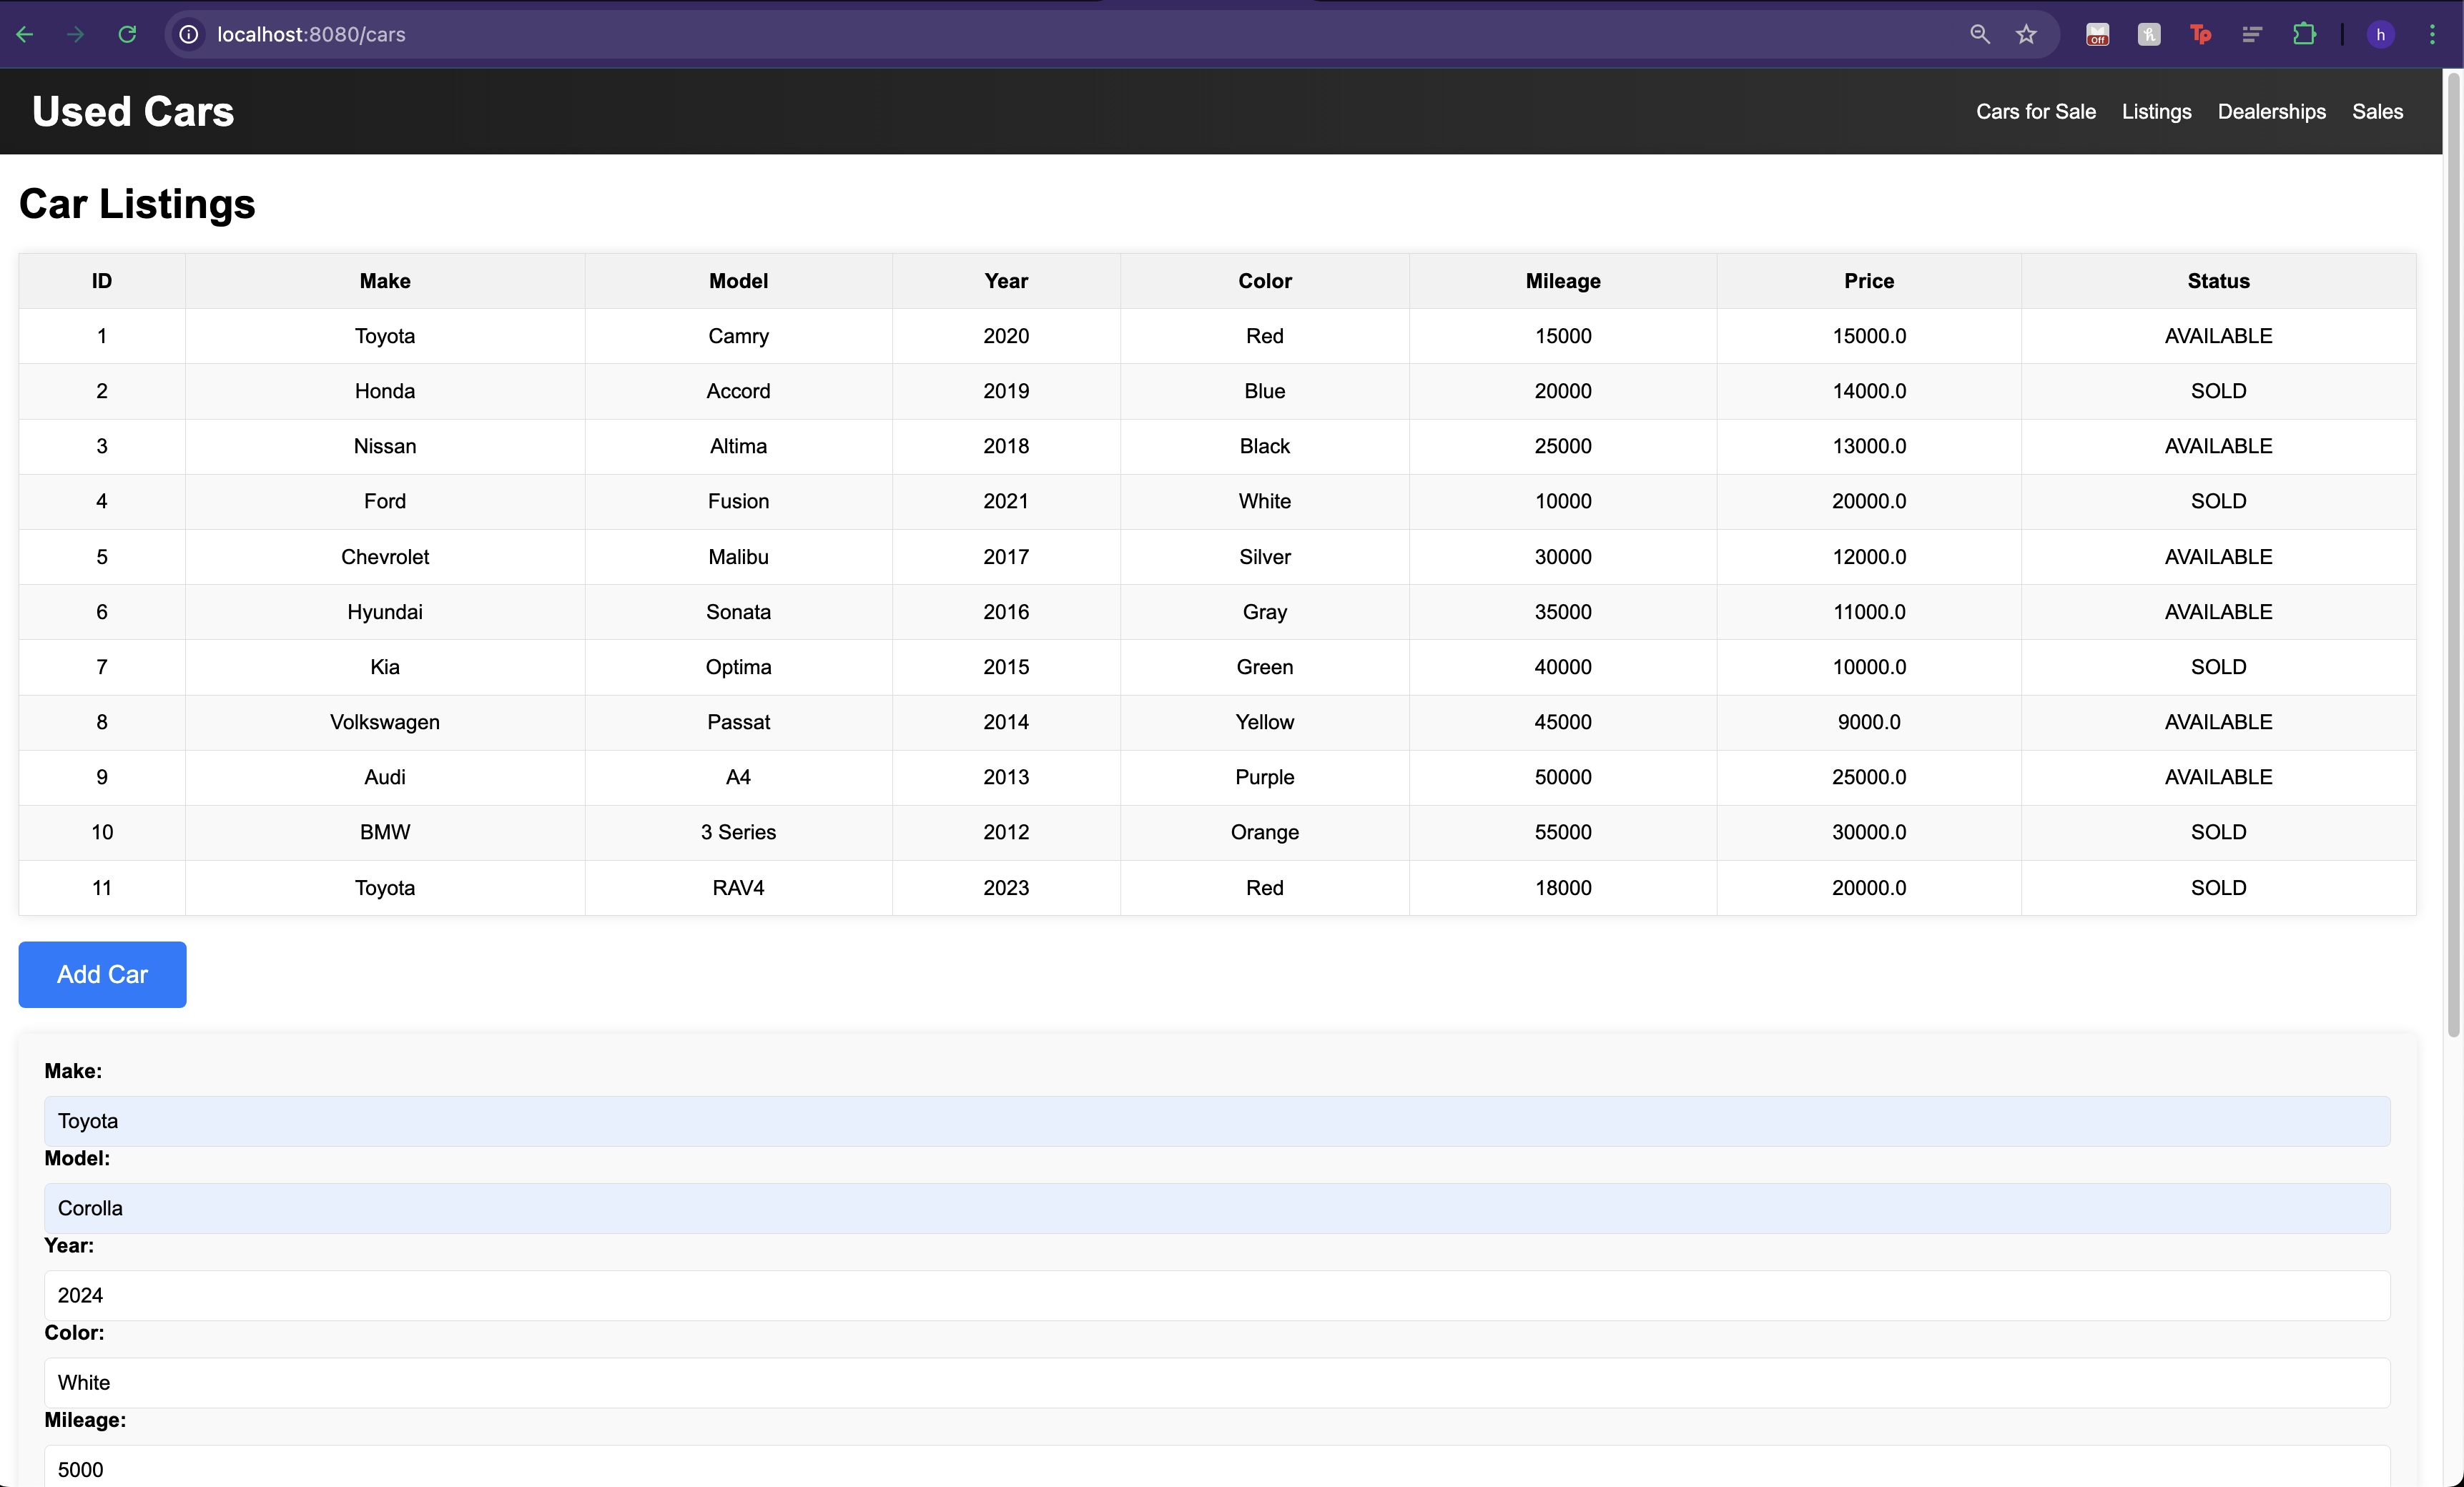 localhost:8080/cars
Off
Tp
h
Used Cars
Cars for Sale Listings Dealerships Sales
Car Listings
ID Make Model Year Color Mileage Price Status
1 Toyota Camry 2020 Red 15000 15000.0 AVAILABLE
2 Honda Accord 2019 Blue 20000 14000.0 SOLD
3 Nissan Altima 2018 Black 25000 13000.0 AVAILABLE
4 Ford Fusion 2021 White 10000 20000.0 SOLD
5 Chevrolet Malibu 2017 Silver 30000 12000.0 AVAILABLE
6 Hyundai Sonata 2016 Gray 35000 11000.0 AVAILABLE
7 Kia Optima 2015 Green 40000 10000.0 SOLD
8 Volkswagen Passat 2014 Yellow 45000 9000.0 AVAILABLE
9 Audi A4 2013 Purple 50000 25000.0 AVAILABLE
10 BMW 3 Series 2012 Orange 55000 30000.0 SOLD
11 Toyota RAV4 2023 Red 18000 20000.0 SOLD
Add Car
Make:
Toyota
Model:
Corolla
Year:
2024
Color:
White
Mileage:
5000